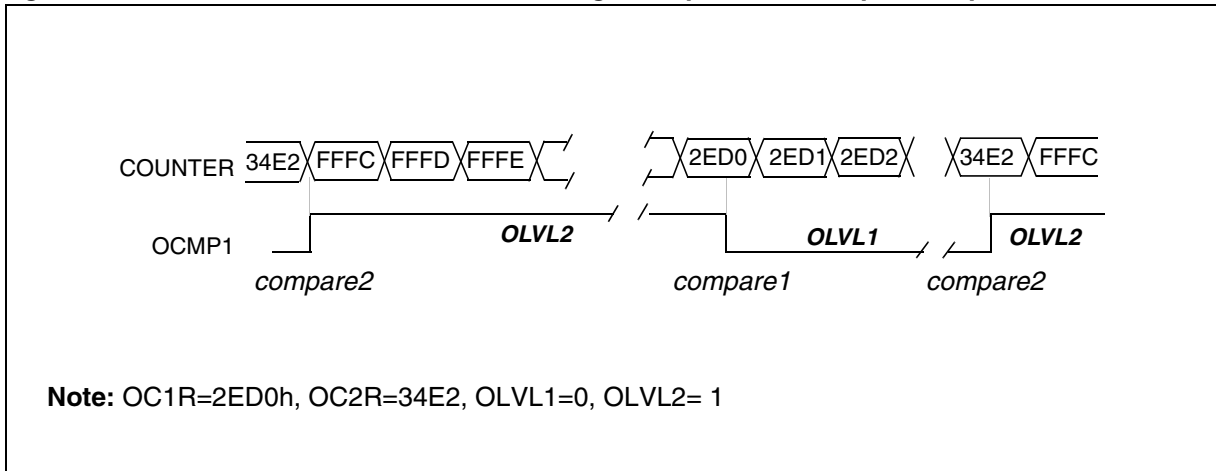 COUNTER 34E2 FFFC FFFD FFFE 2ED0 2ED1 2ED2 34E2 FFFC
OCMP1 OLVL2 OLVL1 OLVL2
compare2 compare1 compare2
Note: OC1R=2ED0h, OC2R=34E2, OLVL1=0, OLVL2= 1